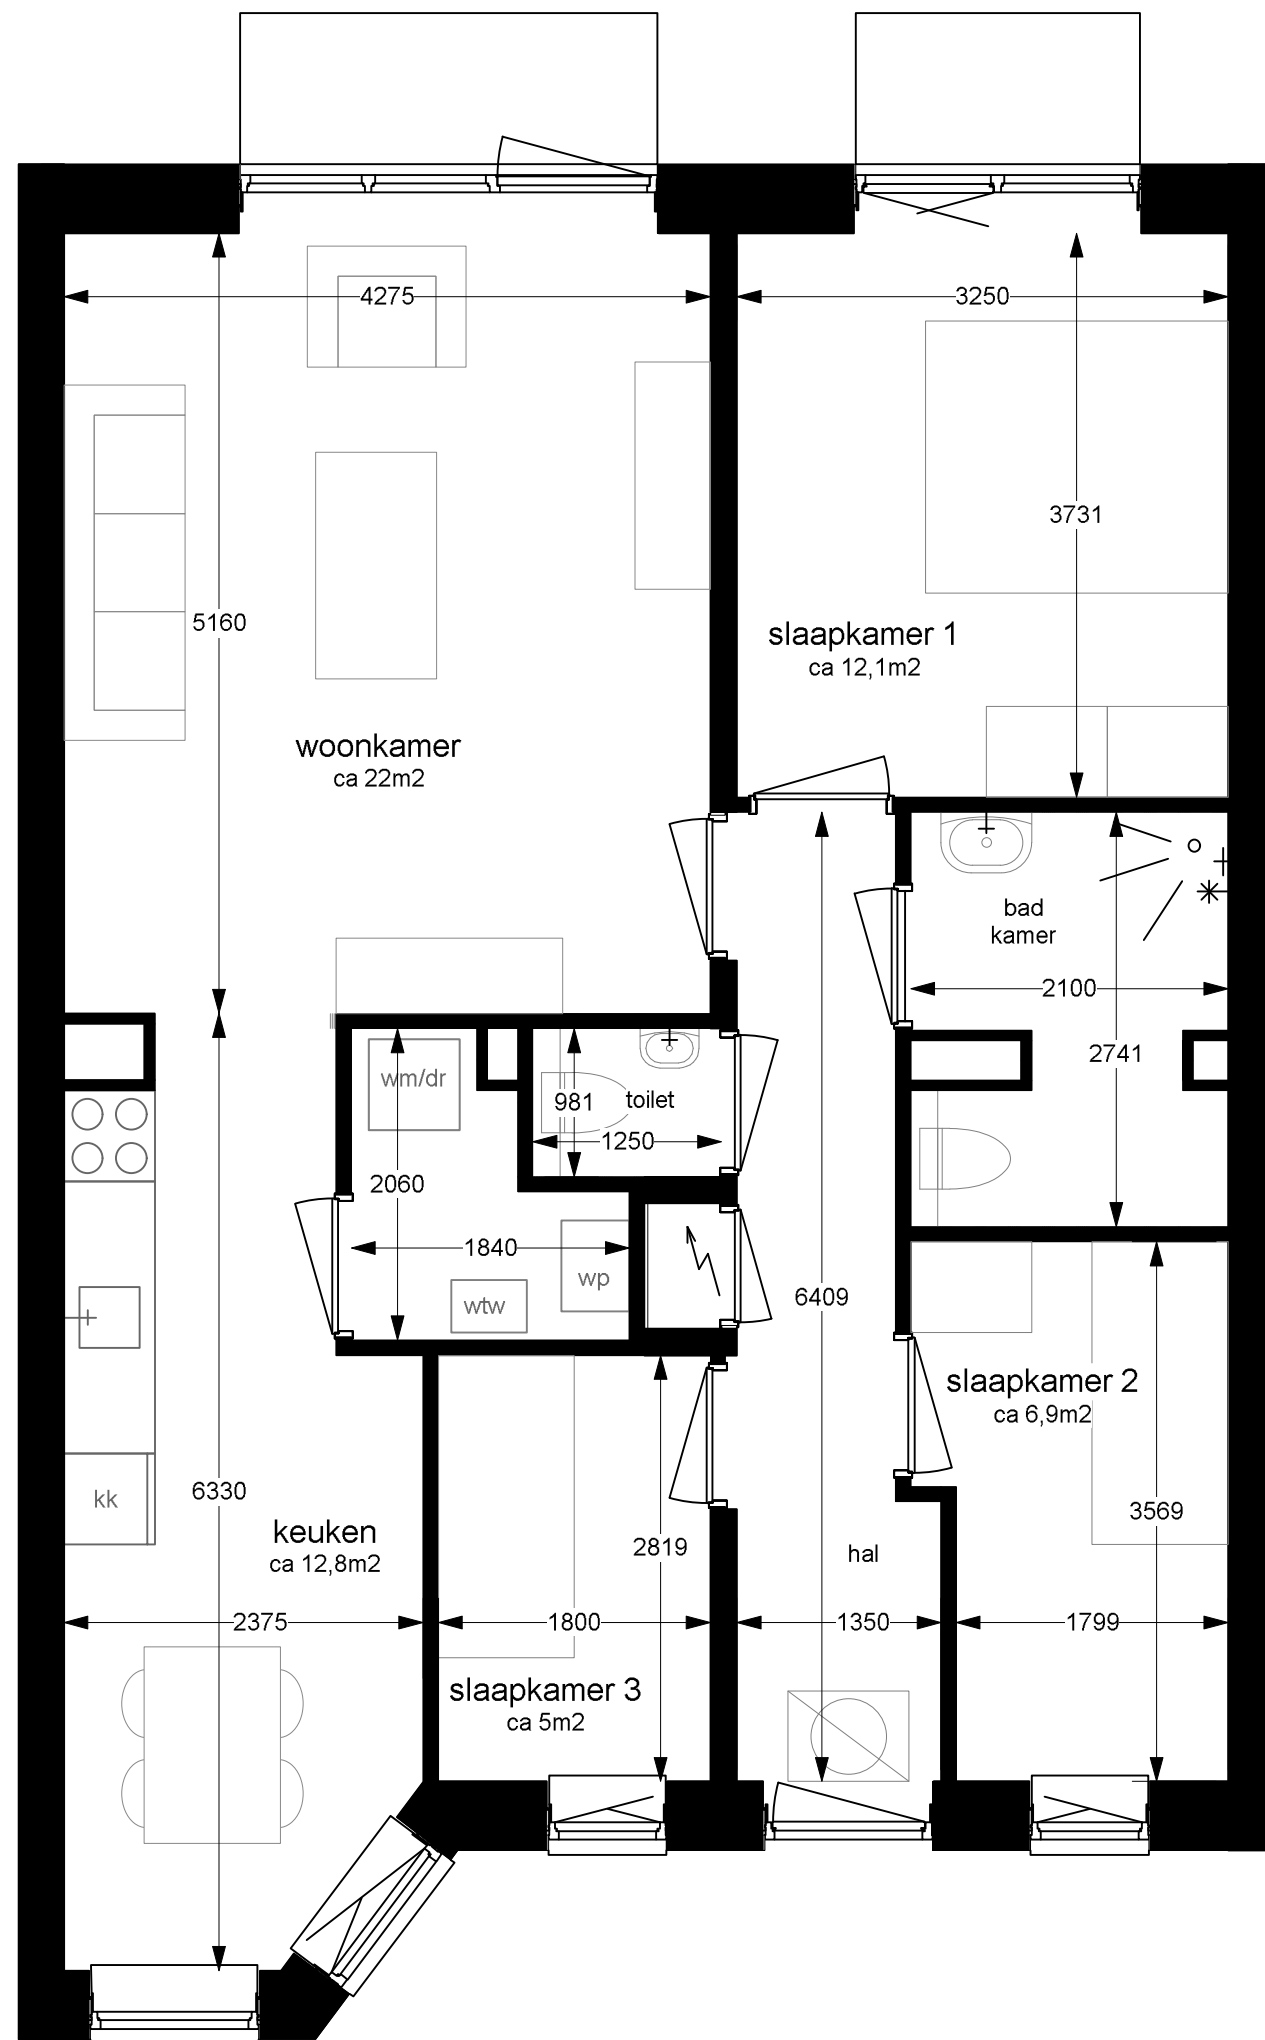 4275
3250
3731
5160
slaapkamer 1
ca 12,1m2
woonkamer
ca 22m2
bad
kamer
2100
2741
wm/dr
981
toilet
1250
2060
1840
wp
wtw
6409
slaapkamer 2
ca 6,9m2
kk
6330
keuken
ca 12,8m2
2819
hal
3569
2375
1800
1350
1799
slaapkamer 3
ca 5m2